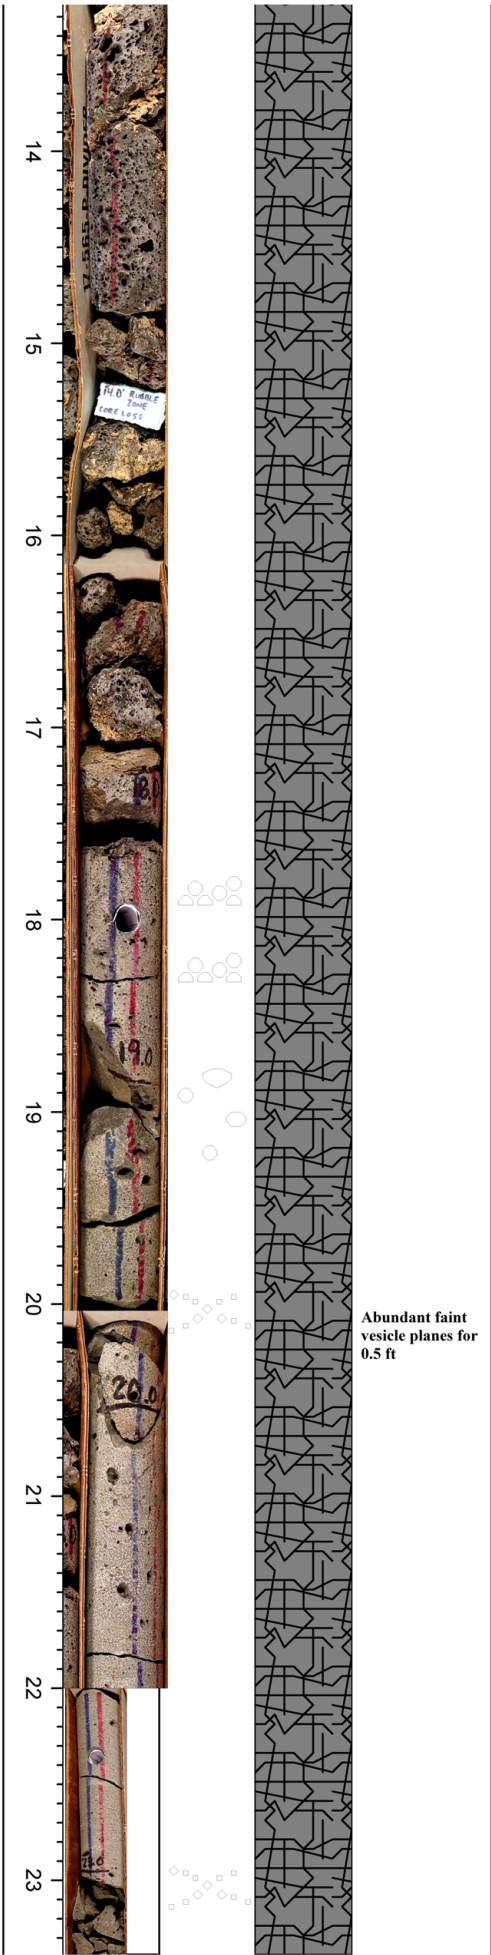 14
15
14.0' RUBBLE
ZONE
CORE LOSS
16
17
18.0
18
19.0
19
20
Abundant faint
vesicle planes for
0.5 ft
20.0
21
22
23